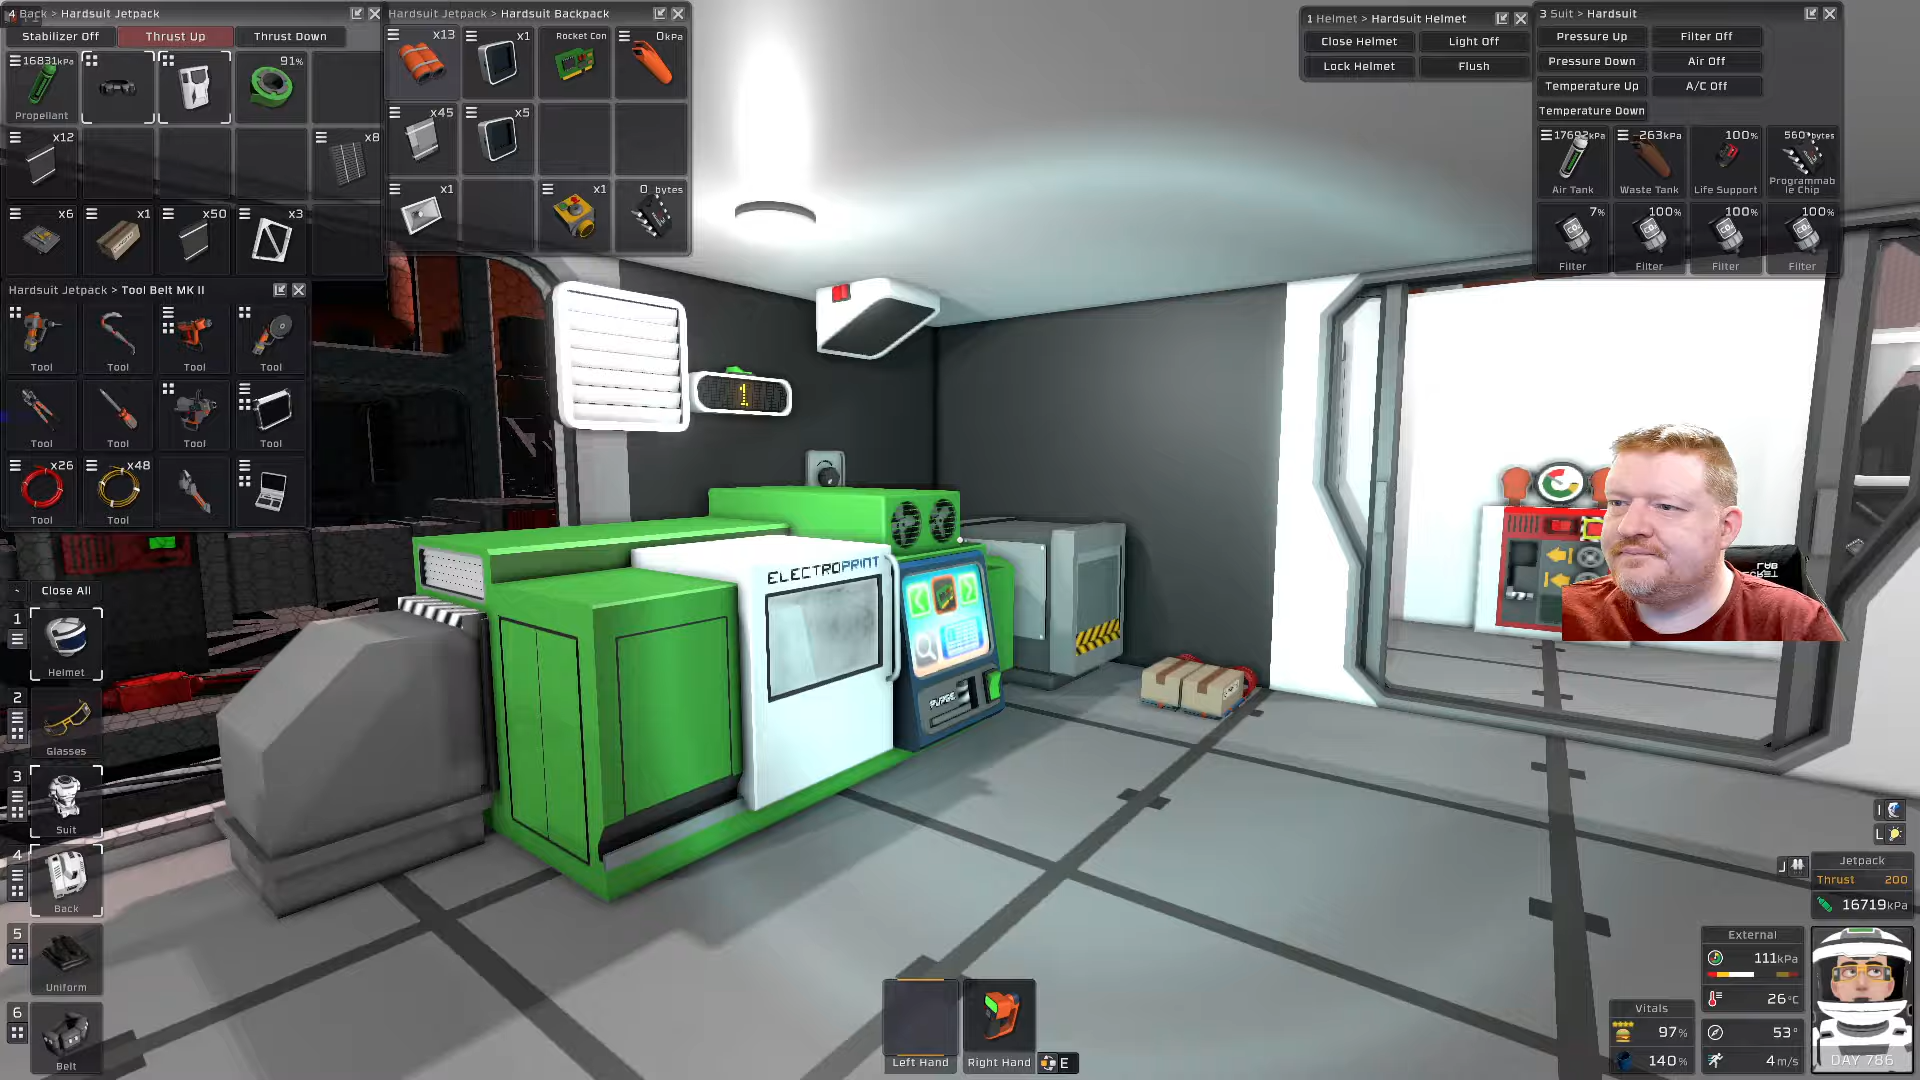 4 Back > Hardsuit Jetpack
Stabilizer Off
Thrust Up
Thrust Down
16831kPa
Propellant
91%
x12
x8
x6
x1
x50
x3
Hardsuit Jetpack > Hardsuit Backpack
x13
x1
Rocket Con
0kPa
x45
x5
x1
x1
0 bytes
Hardsuit Jetpack > Tool Belt MK II
Tool
Tool
Tool
Tool
Tool
Tool
Tool
Tool
x26
x48
Tool
Tool
1 Helmet > Hardsuit Helmet
Close Helmet
Light Off
Lock Helmet
Flush
3 Suit > Hardsuit
Pressure Up
Filter Off
Pressure Down
Air Off
Temperature Up
A/C Off
Temperature Down
263kPa
100%
Air Tank
Waste Tank
Life Support
Programmab
le Chip
7%
100%
100%
100%
Filter
Filter
Filter
Filter
~
Close All
1
Helmet
2
Glasses
3
Suit
4
Back
5
Uniform
6
Belt
ELECTROPRINT
PURGE
1
I
L
J
Jetpack
Thrust 200
16719kPa
External
111kPa
26°C
53°
4m/s
Vitals
97%
140%
DAY 786
Left Hand
Right Hand
E